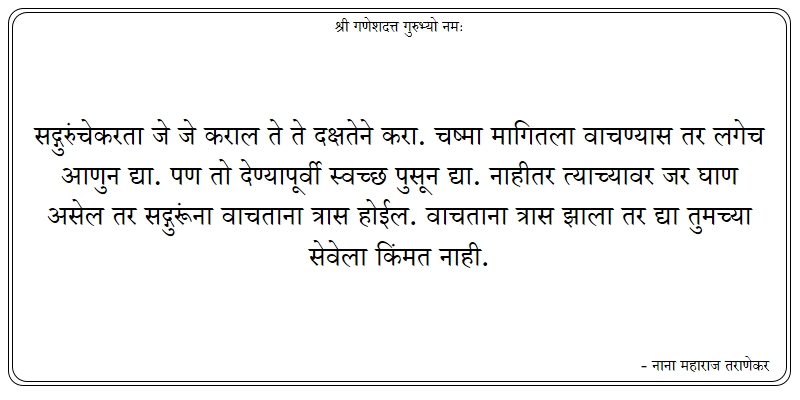 श्री गणेशदत्त गुरुभ्यो नमः
सद्गुरुंचेकरता जे जे कराल ते ते दक्षतेने करा. चष्मा मागितला वाचण्यास तर लगेच
आणुन द्या. पण तो देण्यापूर्वी स्वच्छ पुसून द्या. नाहीतर त्याच्यावर जर घाण
असेल तर सद्गुरूंना वाचताना त्रास होईल. वाचताना त्रास झाला तर द्या तुमच्या
सेवेला किंमत नाही.
- नाना महाराज तराणेकर